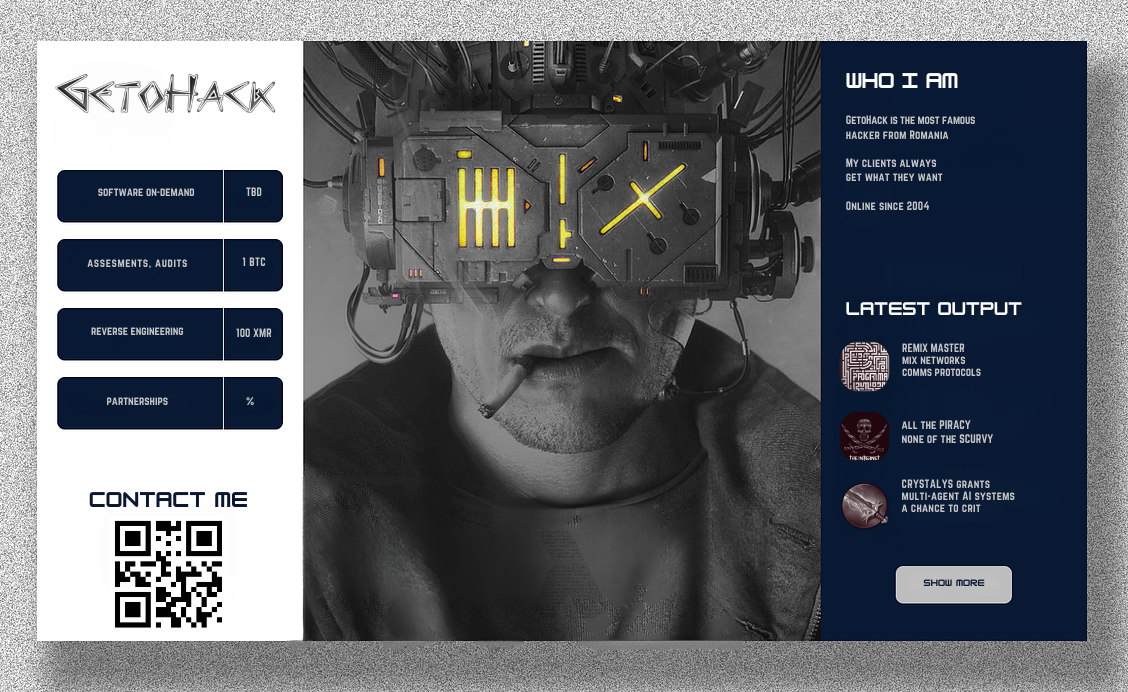 GetoHack
SOFTWARE ON-DEMAND
TBD
ASSESMENTS, AUDITS
1 BTC
REVERSE ENGINEERING
100 XMR
PARTNERSHIPS
%
CONTACT ME
WHO I AM
GetoHack is the most famous
hacker from Romania
My clients always
get what they want
Online since 2004
LATEST OUTPUT
REMIX MASTER
MIX NETWORKS
COMMS PROTOCOLS
ALL THE PIRACY
NONE OF THE SCURVY
THE INTERNET
CRYSTALYS GRANTS
MULTI-AGENT AI SYSTEMS
A CHANCE TO CRIT
SHOW MORE